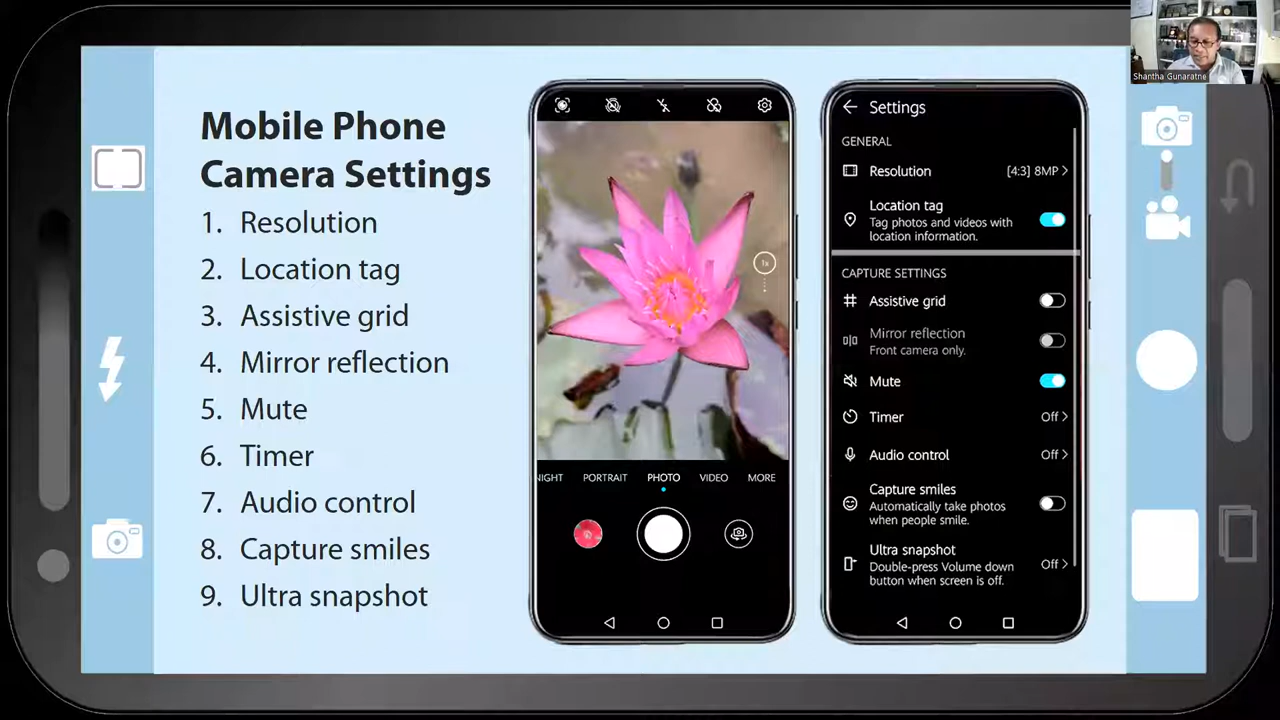 Shantha Gunaratne
Mobile Phone
Camera Settings
1. Resolution
2. Location tag
3. Assistive grid
4. Mirror reflection
5. Mute
6. Timer
7. Audio control
8. Capture smiles
9. Ultra snapshot
1x
NIGHT PORTRAIT PHOTO VIDEO MORE
Settings
GENERAL
Resolution [4:3] 8MP
Location tag
Tag photos and videos with
location information.
CAPTURE SETTINGS
Assistive grid
Mirror reflection
Front camera only.
Mute
Timer Off
Audio control Off
Capture smiles
Automatically take photos
when people smile.
Ultra snapshot
Double-press Volume down Off
button when screen is off.